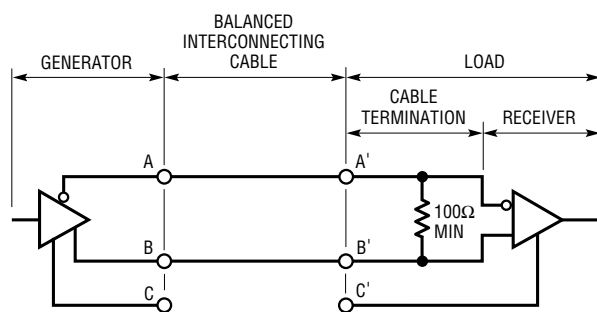 BALANCED
INTERCONNECTING
CABLE
GENERATOR
LOAD
CABLE
TERMINATION
RECEIVER
A
A'
100Ω
MIN
B
B'
C
C'